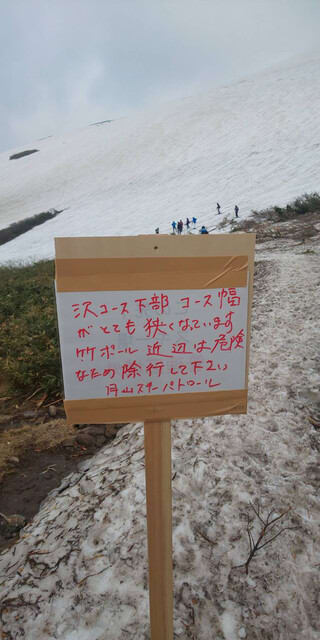 沢コース下部 コース幅
がとても 狭くなっています
竹ポール 近辺は危険
なため 除行して下さい
月山スキーパトロール